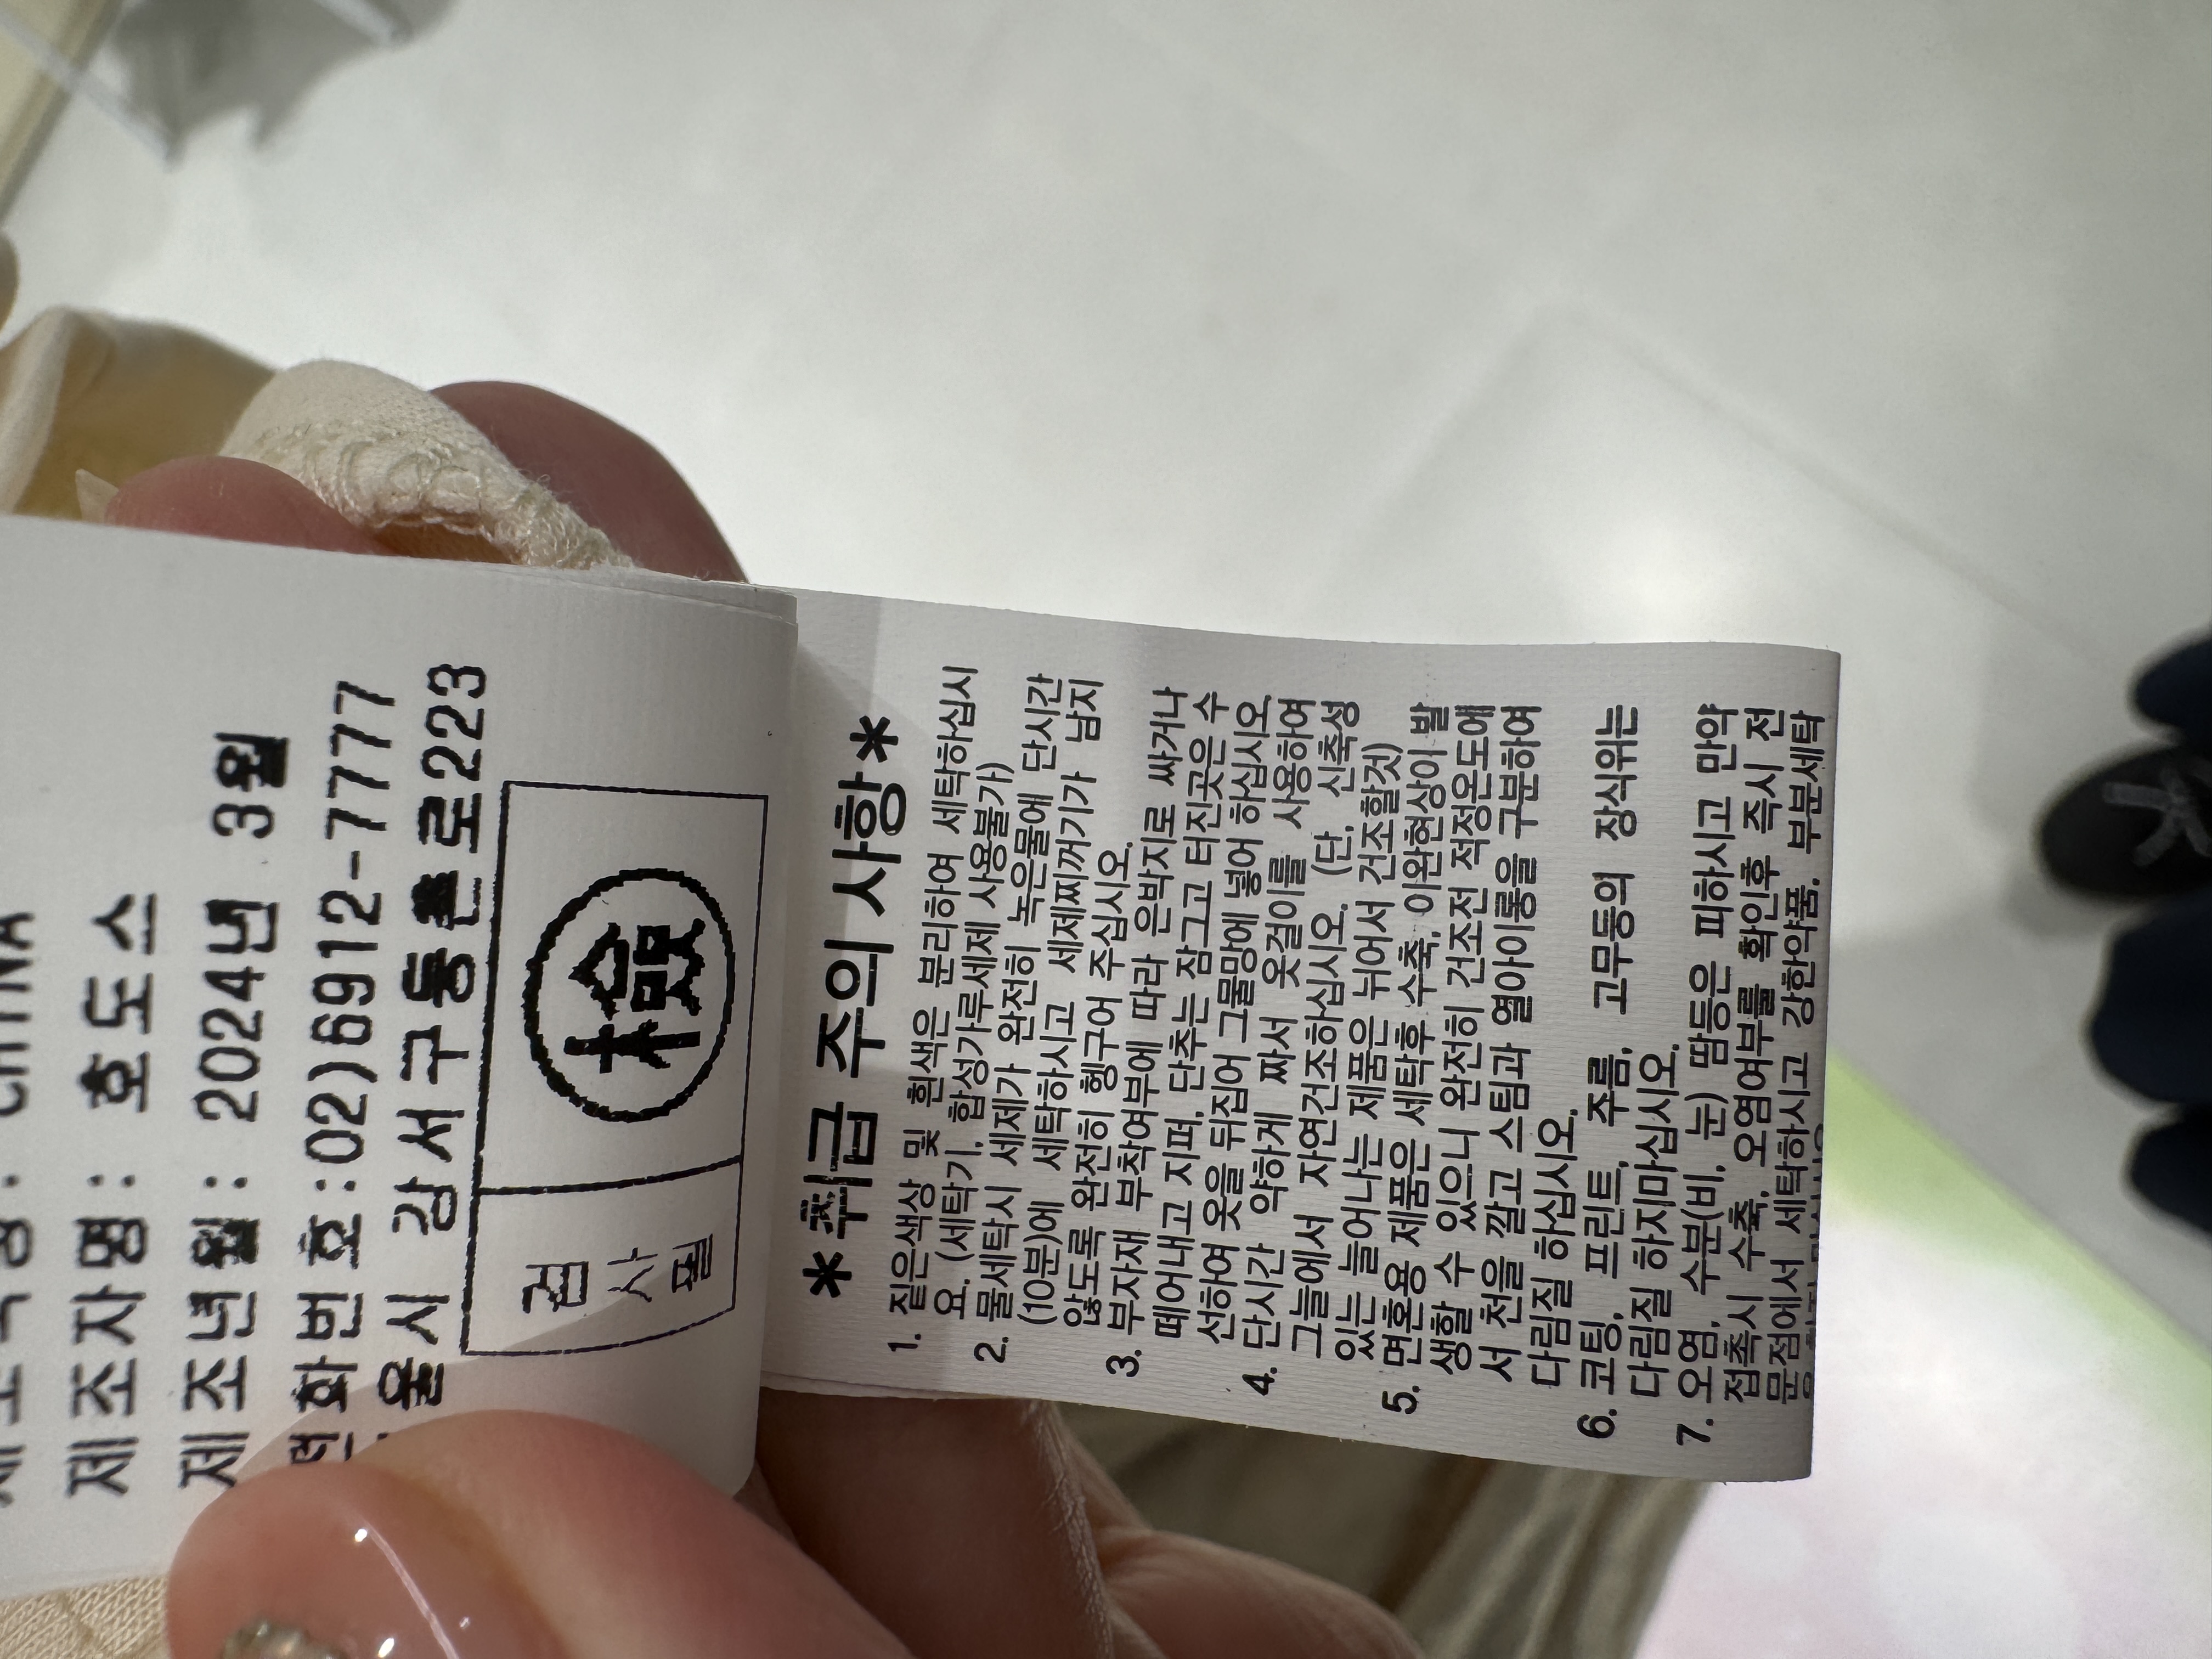 CHINA
제조자명 : 호도스
제조년월 : 2024년 3월
전화번호 :02)6912-7777
울시 강서구 등촌로223
검사필
檢
*취급 주의 사항*
1. 짙은색상 및 흰색은 분리하여 세탁하십시
요. (세탁기, 합성가루세제 사용불가)
2. 물세탁시 세제가 완전히 녹은물에 단시간
(10분)에 세탁하시고 세제찌꺼기가 남지
않도록 완전히 헹구어 주십시오.
3. 부자재 부착여부에 따라 은박지로 싸거나
떼어내고 지퍼, 단추는 잠그고 터진곳은 수
선하여 옷을 뒤집어 그물망에 넣어 하십시오.
4. 단시간 약하게 짜서 옷걸이를 사용하여
그늘에서 자연건조하십시오. (단, 신축성
있는 늘어나는 제품은 뉘어서 건조할것)
5. 면혼용 제품은 세탁후 수축, 이완현상이 발
생할 수 있으니 완전히 건조전 적정온도에
서 천을 깔고 스팀과 열아이롱을 구분하여
다림질 하십시오.
6. 코팅, 프린트, 주름, 고무등의 장식위는
다림질 하지마십시오.
7. 오염, 수분(비, 눈) 땀등은 피하시고 만약
접촉시 수축, 오염여부를 확인후 즉시 전
문점에서 세탁하시고 강한약품, 부분세탁